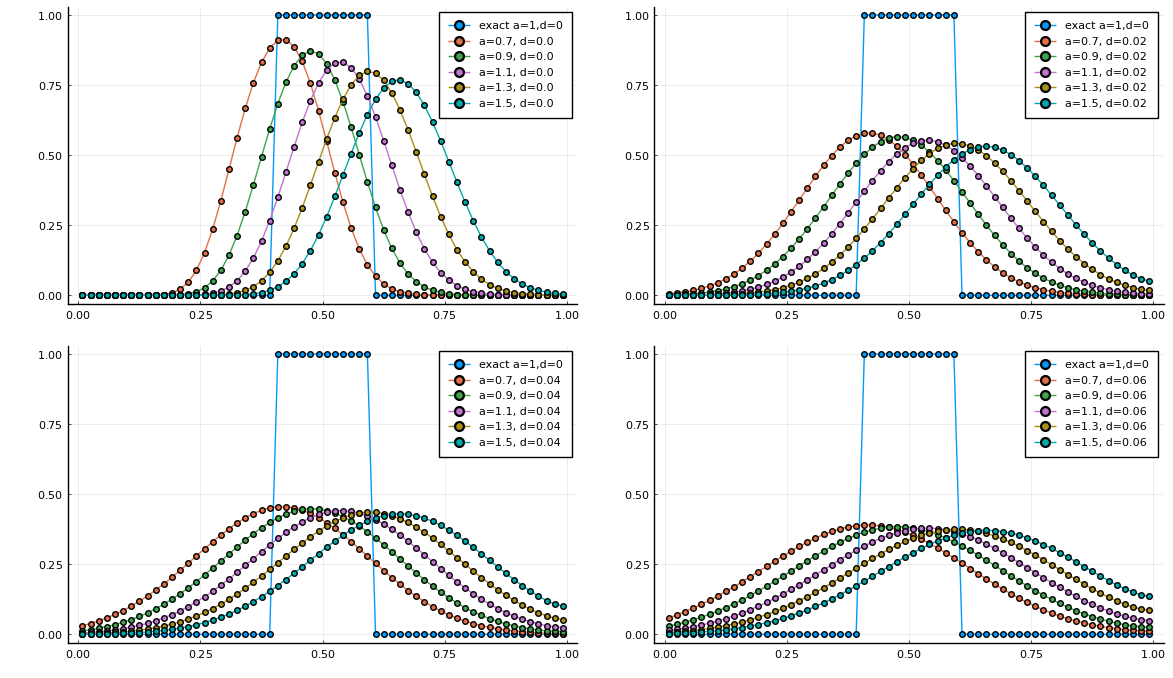 1.00
0.75
0.50
0.25
0.00
0.00 0.25 0.50 0.75 1.00
exact a=1,d=0
a=0.7, d=0.0
a=0.9, d=0.0
a=1.1, d=0.0
a=1.3, d=0.0
a=1.5, d=0.0
1.00
0.75
0.50
0.25
0.00
0.00 0.25 0.50 0.75 1.00
exact a=1,d=0
a=0.7, d=0.02
a=0.9, d=0.02
a=1.1, d=0.02
a=1.3, d=0.02
a=1.5, d=0.02
1.00
0.75
0.50
0.25
0.00
0.00 0.25 0.50 0.75 1.00
exact a=1,d=0
a=0.7, d=0.04
a=0.9, d=0.04
a=1.1, d=0.04
a=1.3, d=0.04
a=1.5, d=0.04
1.00
0.75
0.50
0.25
0.00
0.00 0.25 0.50 0.75 1.00
exact a=1,d=0
a=0.7, d=0.06
a=0.9, d=0.06
a=1.1, d=0.06
a=1.3, d=0.06
a=1.5, d=0.06